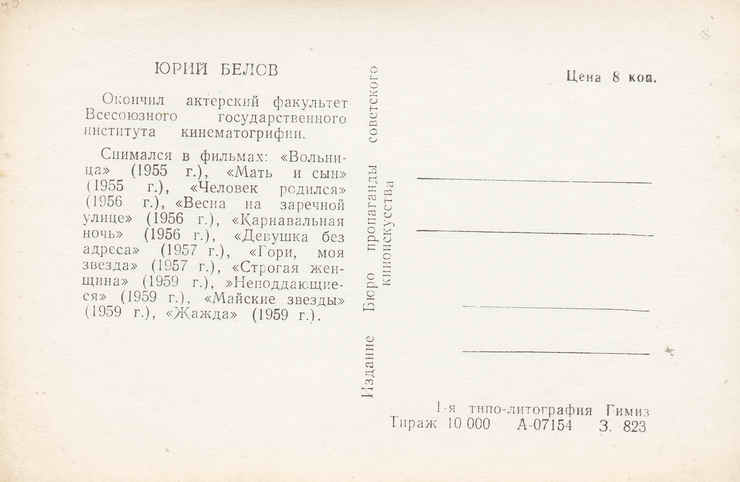 ЮРИЙ БЕЛОВ
Окончил актерский факультет
Всесоюзного государственного
института кинематогрифии.
Снимался в фильмах: «Вольни-
ца» (1955 г.), «Мать и сын»
(1955 г.), «Человек родился»
(1956 г.), «Весна на заречной
улице» (1956 г.), «Карнавальная
ночь» (1956 г.), «Девушка без
адреса» (1957 г.), «Гори, моя
звезда» (1957 г.), «Строгая жен-
щина» (1959 г.), »Неподдающие-
ся» (1959 г.), «Майские звезды»
(1959 г.), «Жажда» (1959 г.).
Издание Бюро пропаганды советского
киноискусства
Цена 8 коп.
1-я типо-литография Гимиз
Тираж 10 000 А-07154 З. 823